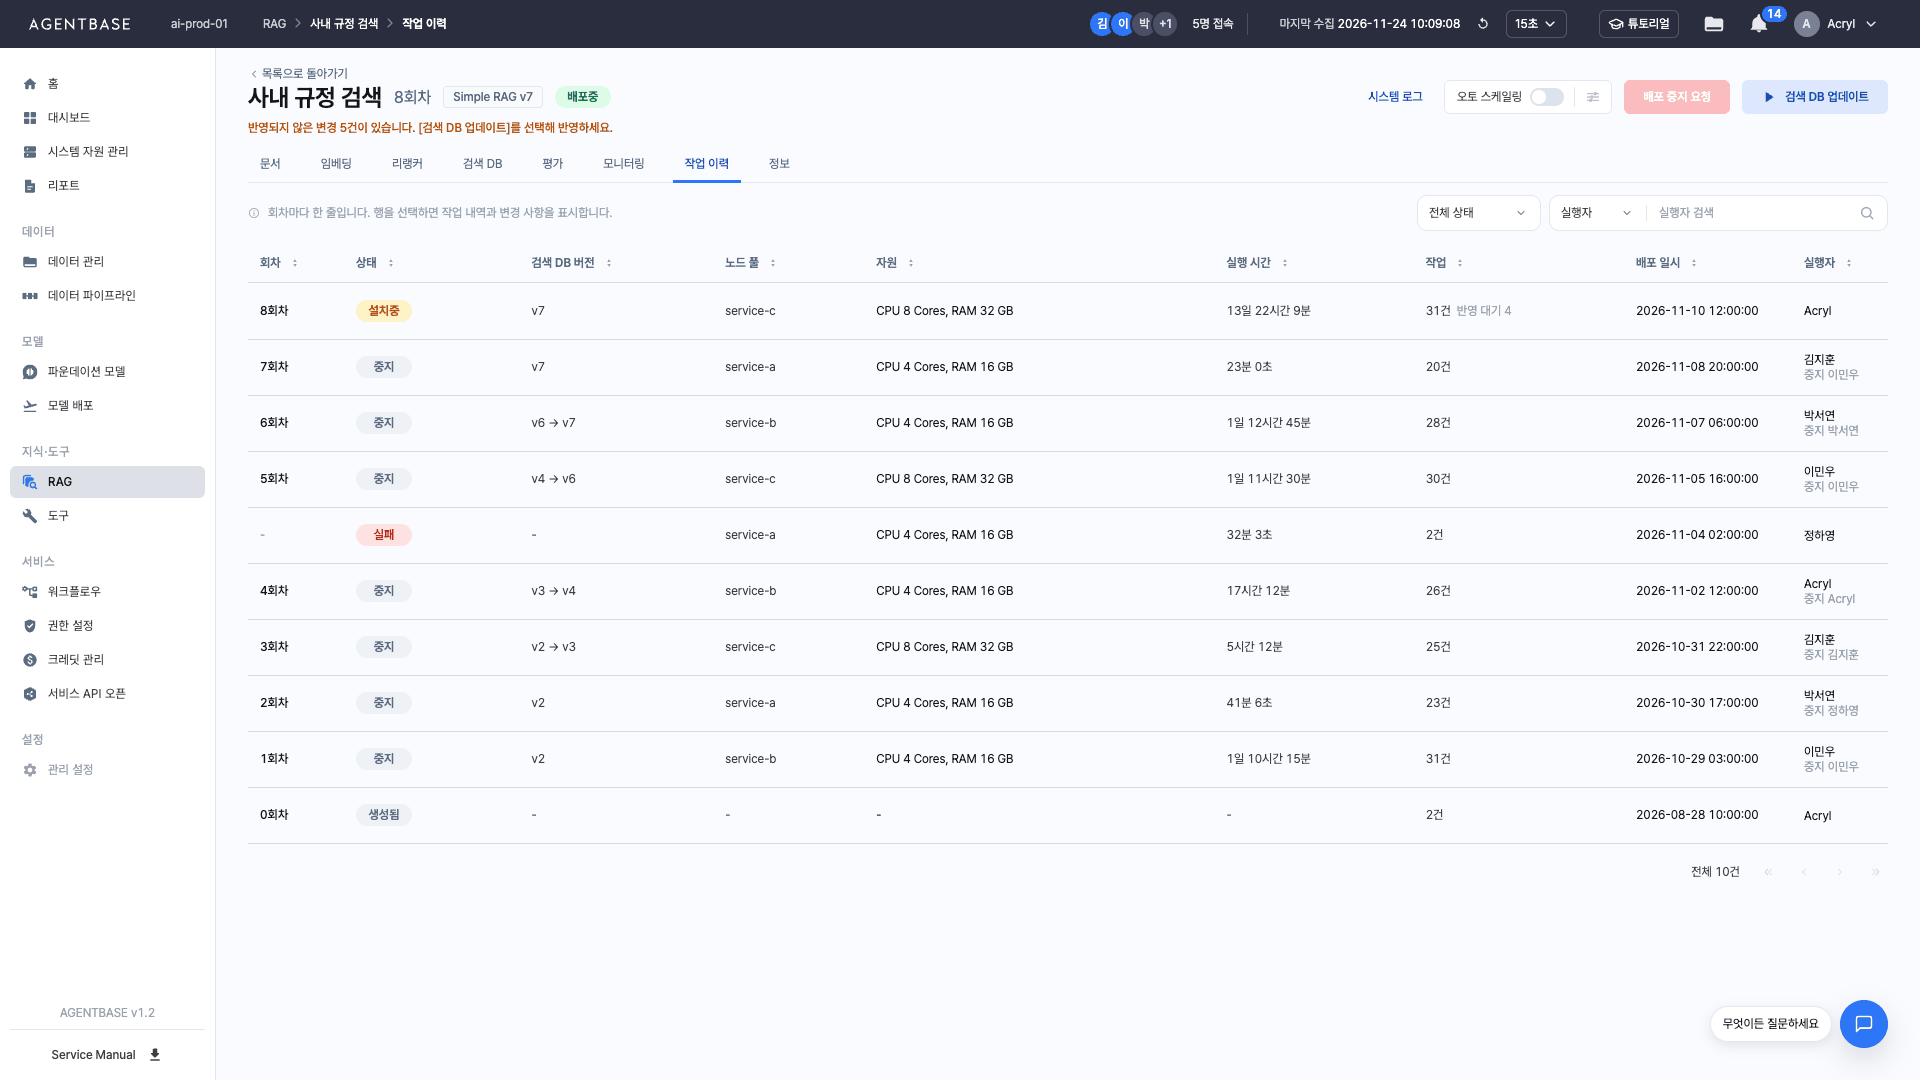 AGENTBASE
ai-prod-01
RAG > 사내 규정 검색 > 작업 이력
김 이 박 +1 5명 접속
마지막 수집 2026-11-24 10:09:08
15초
튜토리얼
14
A Acryl
홈
대시보드
시스템 자원 관리
리포트
데이터
데이터 관리
데이터 파이프라인
모델
파운데이션 모델
모델 배포
지식·도구
RAG
도구
서비스
워크플로우
권한 설정
크레딧 관리
서비스 API 오픈
설정
관리 설정
AGENTBASE v1.2
Service Manual
목록으로 돌아가기
사내 규정 검색 8회차 Simple RAG v7 배포중
반영되지 않은 변경 5건이 있습니다. [검색 DB 업데이트]를 선택해 반영하세요.
시스템 로그
오토 스케일링
배포 중지 요청
검색 DB 업데이트
문서 임베딩 리랭커 검색 DB 평가 모니터링 작업 이력 정보
회차마다 한 줄입니다. 행을 선택하면 작업 내역과 변경 사항을 표시합니다.
전체 상태
실행자
실행자 검색
회차 상태 검색 DB 버전 노드 풀 자원 실행 시간 작업 배포 일시 실행자
8회차 설치중 v7 service-c CPU 8 Cores, RAM 32 GB 13일 22시간 9분 31건 반영 대기 4 2026-11-10 12:00:00 Acryl
7회차 중지 v7 service-a CPU 4 Cores, RAM 16 GB 23분 0초 20건 2026-11-08 20:00:00 김지훈
중지 이민우
6회차 중지 v6 → v7 service-b CPU 4 Cores, RAM 16 GB 1일 12시간 45분 28건 2026-11-07 06:00:00 박서연
중지 박서연
5회차 중지 v4 → v6 service-c CPU 8 Cores, RAM 32 GB 1일 11시간 30분 30건 2026-11-05 16:00:00 이민우
중지 이민우
- 실패 - service-a CPU 4 Cores, RAM 16 GB 32분 3초 2건 2026-11-04 02:00:00 정하영
4회차 중지 v3 → v4 service-b CPU 4 Cores, RAM 16 GB 17시간 12분 26건 2026-11-02 12:00:00 Acryl
중지 Acryl
3회차 중지 v2 → v3 service-c CPU 8 Cores, RAM 32 GB 5시간 12분 25건 2026-10-31 22:00:00 김지훈
중지 김지훈
2회차 중지 v2 service-a CPU 4 Cores, RAM 16 GB 41분 6초 23건 2026-10-30 17:00:00 박서연
중지 정하영
1회차 중지 v2 service-b CPU 4 Cores, RAM 16 GB 1일 10시간 15분 31건 2026-10-29 03:00:00 이민우
중지 이민우
0회차 생성됨 - - - - 2건 2026-08-28 10:00:00 Acryl
전체 10건
무엇이든 질문하세요